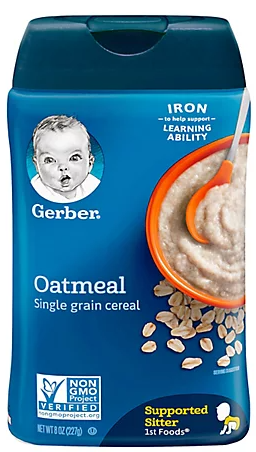 IRON
to help support
LEARNING
ABILITY
Gerber®
Oatmeal
Single grain cereal
NON
GMO
Project
VERIFIED
nongmoproject.org
NET WT 8 OZ (227g)
Supported
Sitter
1st Foods®